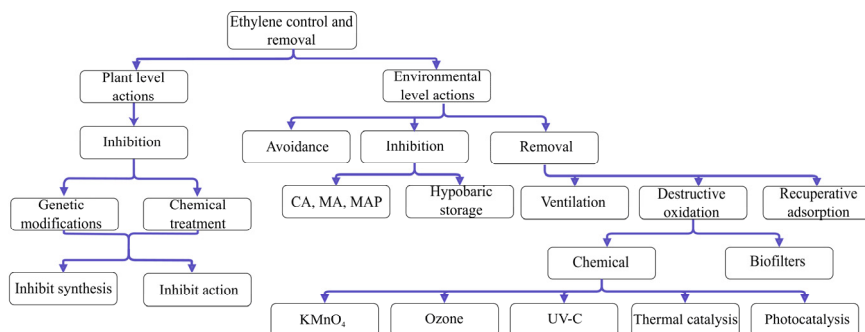 Ethylene control and
removal
Plant level
actions
Environmental
level actions
Inhibition
Avoidance
Inhibition
Removal
Genetic
modifications
Chemical
treatment
CA, MA, MAP
Hypobaric
storage
Ventilation
Destructive
oxidation
Recuperative
adsorption
Inhibit synthesis
Inhibit action
Chemical
Biofilters
KMnO₄
Ozone
UV-C
Thermal catalysis
Photocatalysis